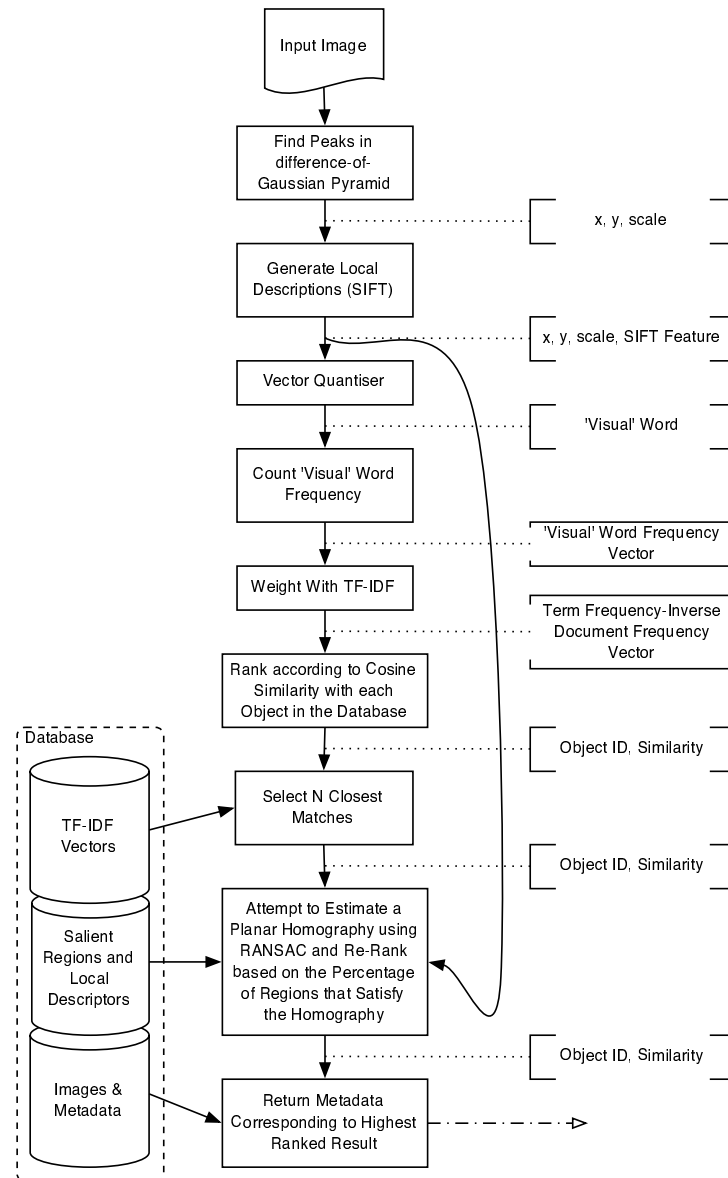 Input Image
Find Peaks in
difference-of-
Gaussian Pyramid
x, y, scale
Generate Local
Descriptions (SIFT)
x, y, scale, SIFT Feature
Vector Quantiser
'Visual' Word
Count 'Visual' Word
Frequency
'Visual' Word Frequency
Vector
Weight With TF-IDF
Term Frequency-Inverse
Document Frequency
Vector
Rank according to Cosine
Similarity with each
Object in the Database
Object ID, Similarity
Database
TF-IDF
Vectors
Select N Closest
Matches
Object ID, Similarity
Salient
Regions and
Local
Descriptors
Attempt to Estimate a
Planar Homography using
RANSAC and Re-Rank
based on the Percentage
of Regions that Satisfy
the Homography
Object ID, Similarity
Images &
Metadata
Return Metadata
Corresponding to Highest
Ranked Result